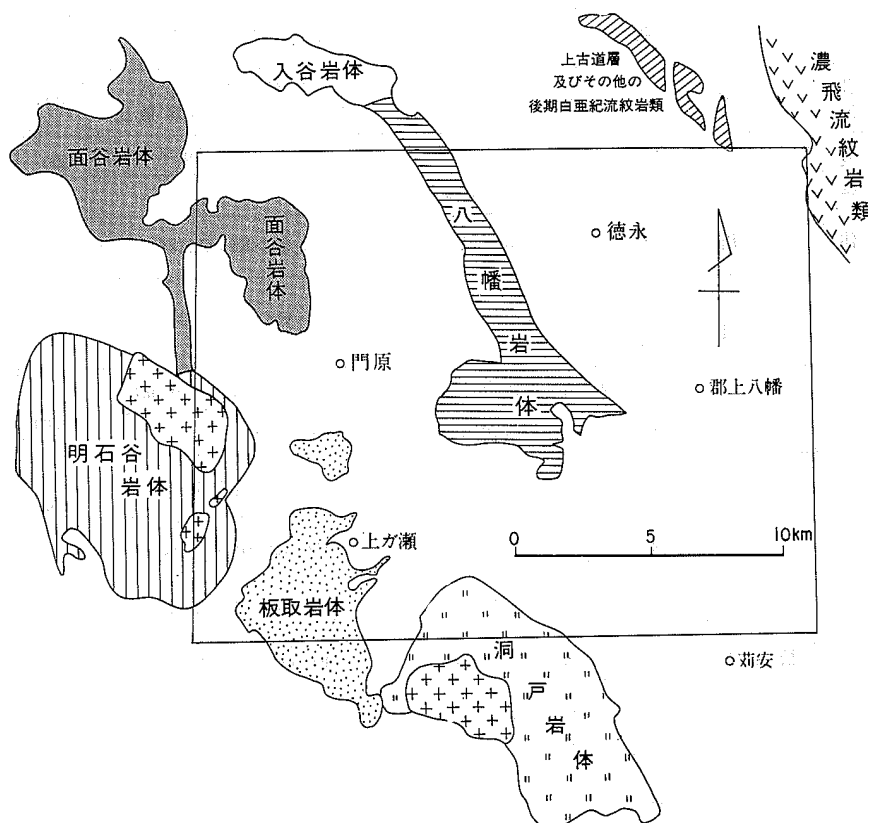 入谷岩体
上古道層
及びその他の
後期白亜紀流紋岩類
濃飛流紋岩類
面谷岩体
面谷岩体
八幡岩体
徳永
門原
郡上八幡
明石谷
岩体
0 5 10km
上ガ瀬
板取岩体
洞戸岩体
苅安